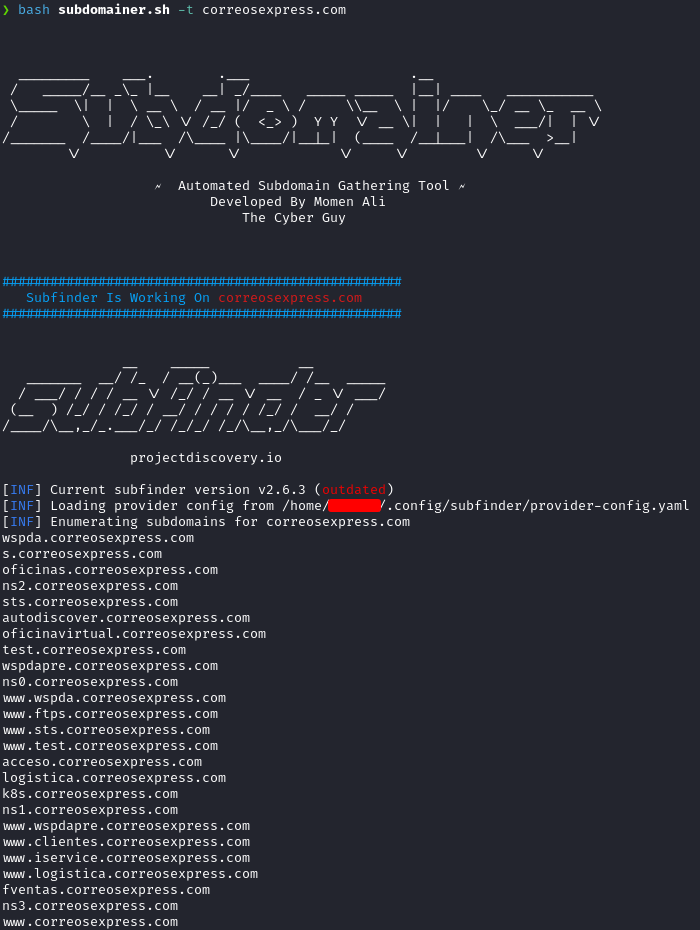 ❯ bash subdomainer.sh -t correosexpress.com
Subdomainer
~ Automated Subdomain Gathering Tool ~
Developed By Momen Ali
The Cyber Guy
##################################################
Subfinder Is Working On correosexpress.com
##################################################
subfinder
projectdiscovery.io
[INF] Current subfinder version v2.6.3 (outdated)
[INF] Loading provider config from /home/ /.config/subfinder/provider-config.yaml
[INF] Enumerating subdomains for correosexpress.com
wspda.correosexpress.com
s.correosexpress.com
oficinas.correosexpress.com
ns2.correosexpress.com
sts.correosexpress.com
autodiscover.correosexpress.com
oficinavirtual.correosexpress.com
test.correosexpress.com
wspdapre.correosexpress.com
ns0.correosexpress.com
www.wspda.correosexpress.com
www.ftps.correosexpress.com
www.sts.correosexpress.com
www.test.correosexpress.com
acceso.correosexpress.com
logistica.correosexpress.com
k8s.correosexpress.com
ns1.correosexpress.com
www.wspdapre.correosexpress.com
www.clientes.correosexpress.com
www.iservice.correosexpress.com
www.logistica.correosexpress.com
fventas.correosexpress.com
ns3.correosexpress.com
www.correosexpress.com